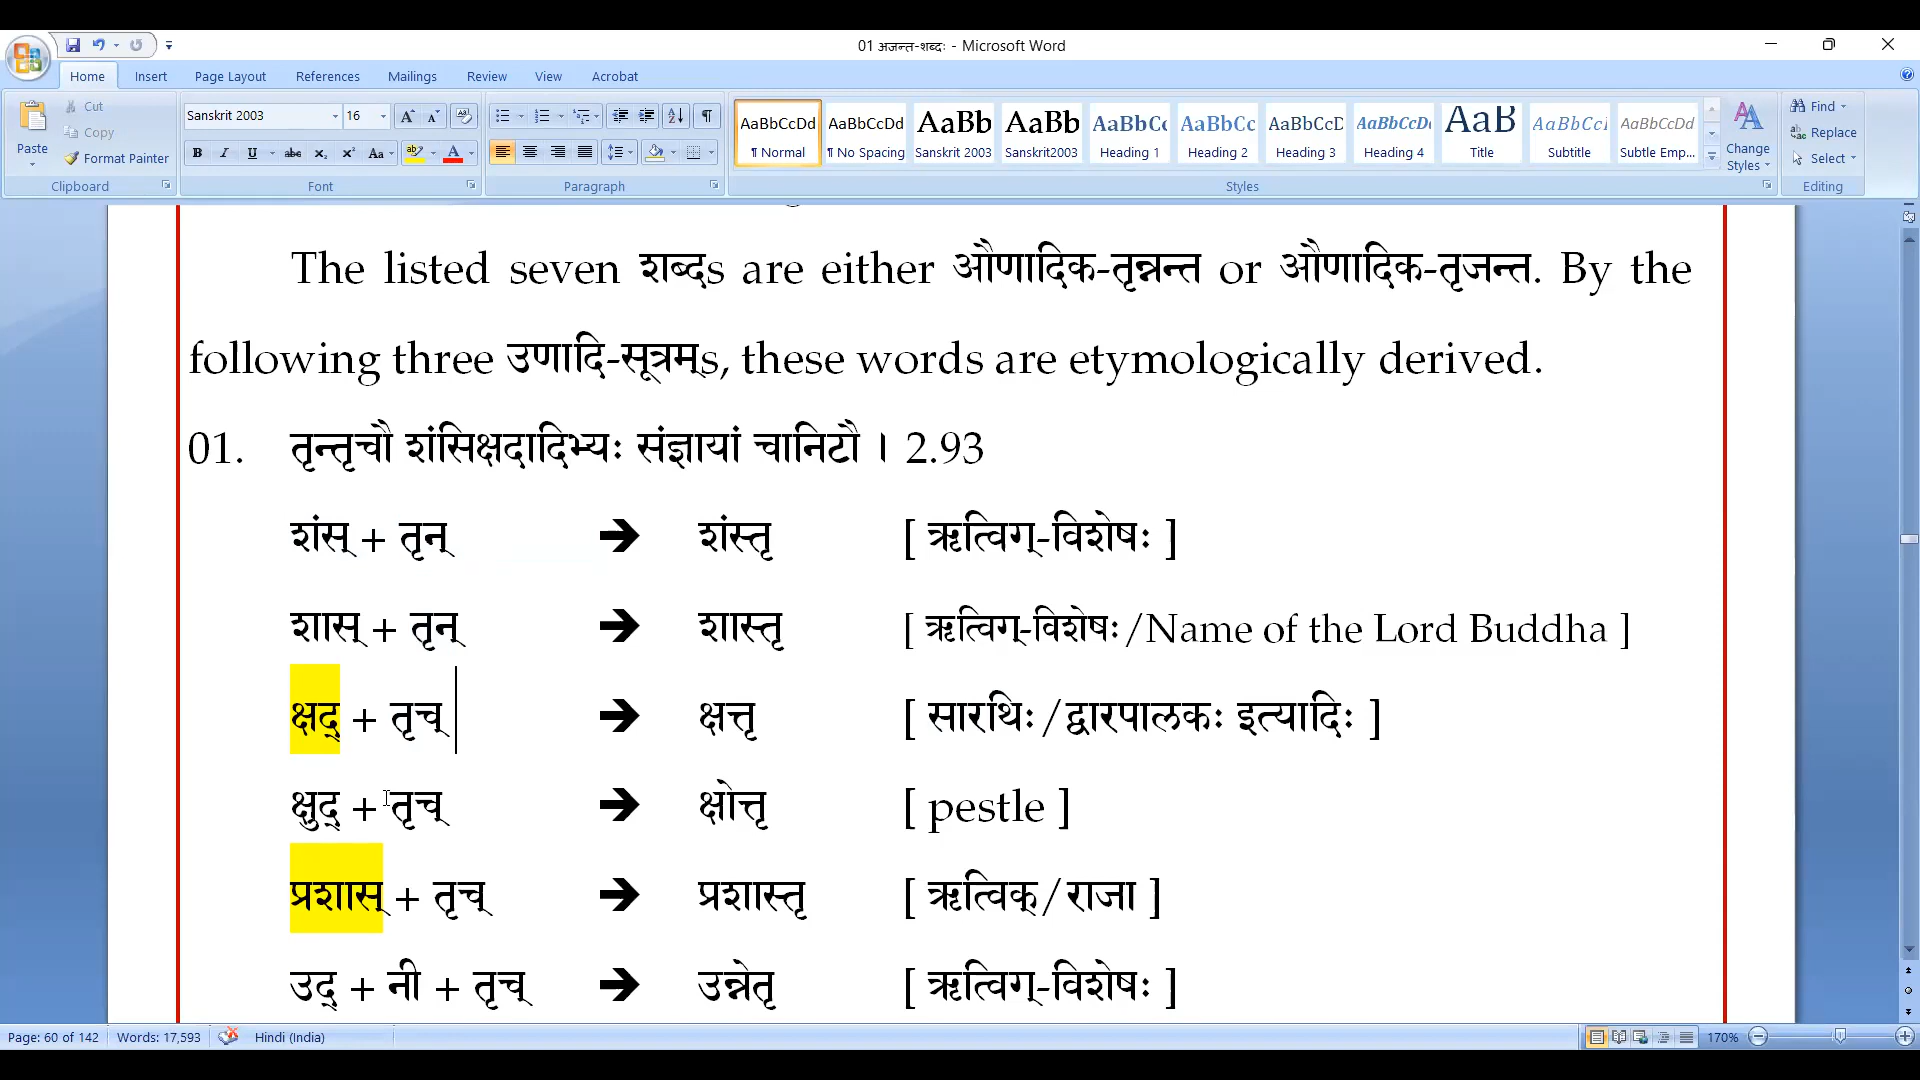 01 अजन्त-शब्दः - Microsoft Word
Home Insert Page Layout References Mailings Review View Acrobat
Paste Cut Copy Format Painter
Clipboard
Sanskrit 2003 16
Font
Paragraph
AaBbCcDd AaBbCcDd AaBb AaBb AaBbCc AaBbCc AaBbCcD AaBbCcDd AaB AaBbCc AaBbCcDd
¶ Normal ¶ No Spacing Sanskrit 2003 Sanskrit2003 Heading 1 Heading 2 Heading 3 Heading 4 Title Subtitle Subtle Emp...
Change Styles
Styles
Find Replace Select
Editing
The listed seven शब्दs are either औणादिक-तृन्नन्त or औणादिक-तृजन्त. By the
following three उणादि-सूत्रम्s, these words are etymologically derived.
01. तृन्तृचौ शंसिक्षदादिभ्यः संज्ञायां चानिटौ । 2.93
शंस् + तृन् ➔ शंस्तृ [ ऋत्विग्-विशेषः ]
शास् + तृन् ➔ शास्तृ [ ऋत्विग्-विशेषः/Name of the Lord Buddha ]
क्षद् + तृच् ➔ क्षत्तृ [ सारथिः/द्वारपालकः इत्यादिः ]
क्षुद् + तृच् ➔ क्षोत्तृ [ pestle ]
प्रशास् + तृच् ➔ प्रशास्तृ [ ऋत्विक्/राजा ]
उद् + नी + तृच् ➔ उन्नेतृ [ ऋत्विग्-विशेषः ]
Page: 60 of 142 Words: 17,593 Hindi (India) 170%